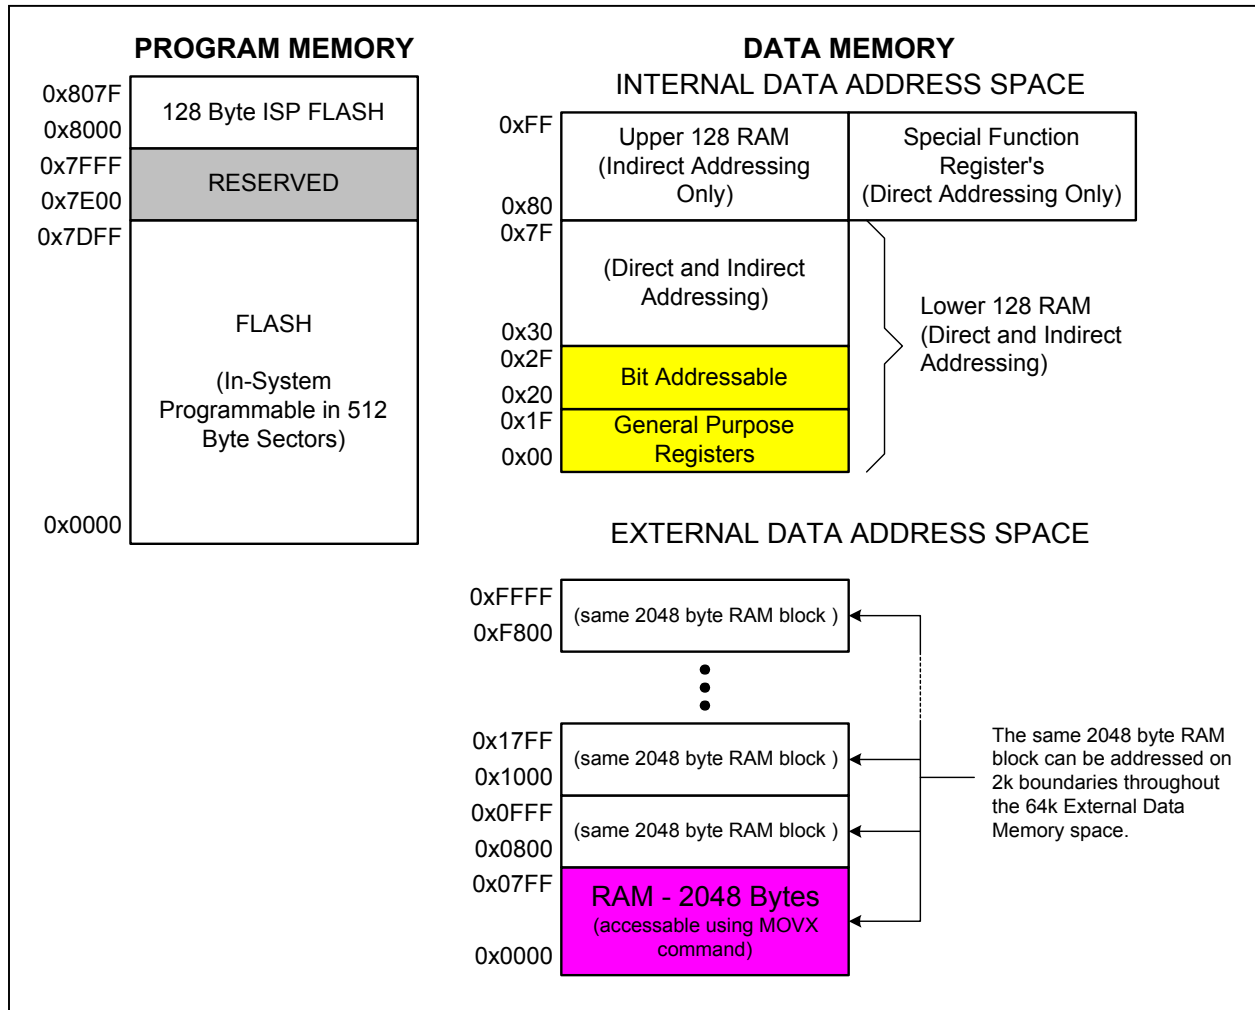 PROGRAM MEMORY
0x807F
128 Byte ISP FLASH
0x8000
0x7FFF
RESERVED
0x7E00
0x7DFF
FLASH
(In-System
Programmable in 512
Byte Sectors)
0x0000
DATA MEMORY
INTERNAL DATA ADDRESS SPACE
0xFF
Upper 128 RAM
(Indirect Addressing
Only)
0x80
Special Function
Register's
(Direct Addressing Only)
0x7F
(Direct and Indirect
Addressing)
0x30
0x2F
Bit Addressable
0x20
0x1F
General Purpose
Registers
0x00
Lower 128 RAM
(Direct and Indirect
Addressing)
EXTERNAL DATA ADDRESS SPACE
0xFFFF
(same 2048 byte RAM block )
0xF800
0x17FF
(same 2048 byte RAM block )
0x1000
0x0FFF
(same 2048 byte RAM block )
0x0800
0x07FF
RAM - 2048 Bytes
(accessable using MOVX
command)
0x0000
The same 2048 byte RAM
block can be addressed on
2k boundaries throughout
the 64k External Data
Memory space.